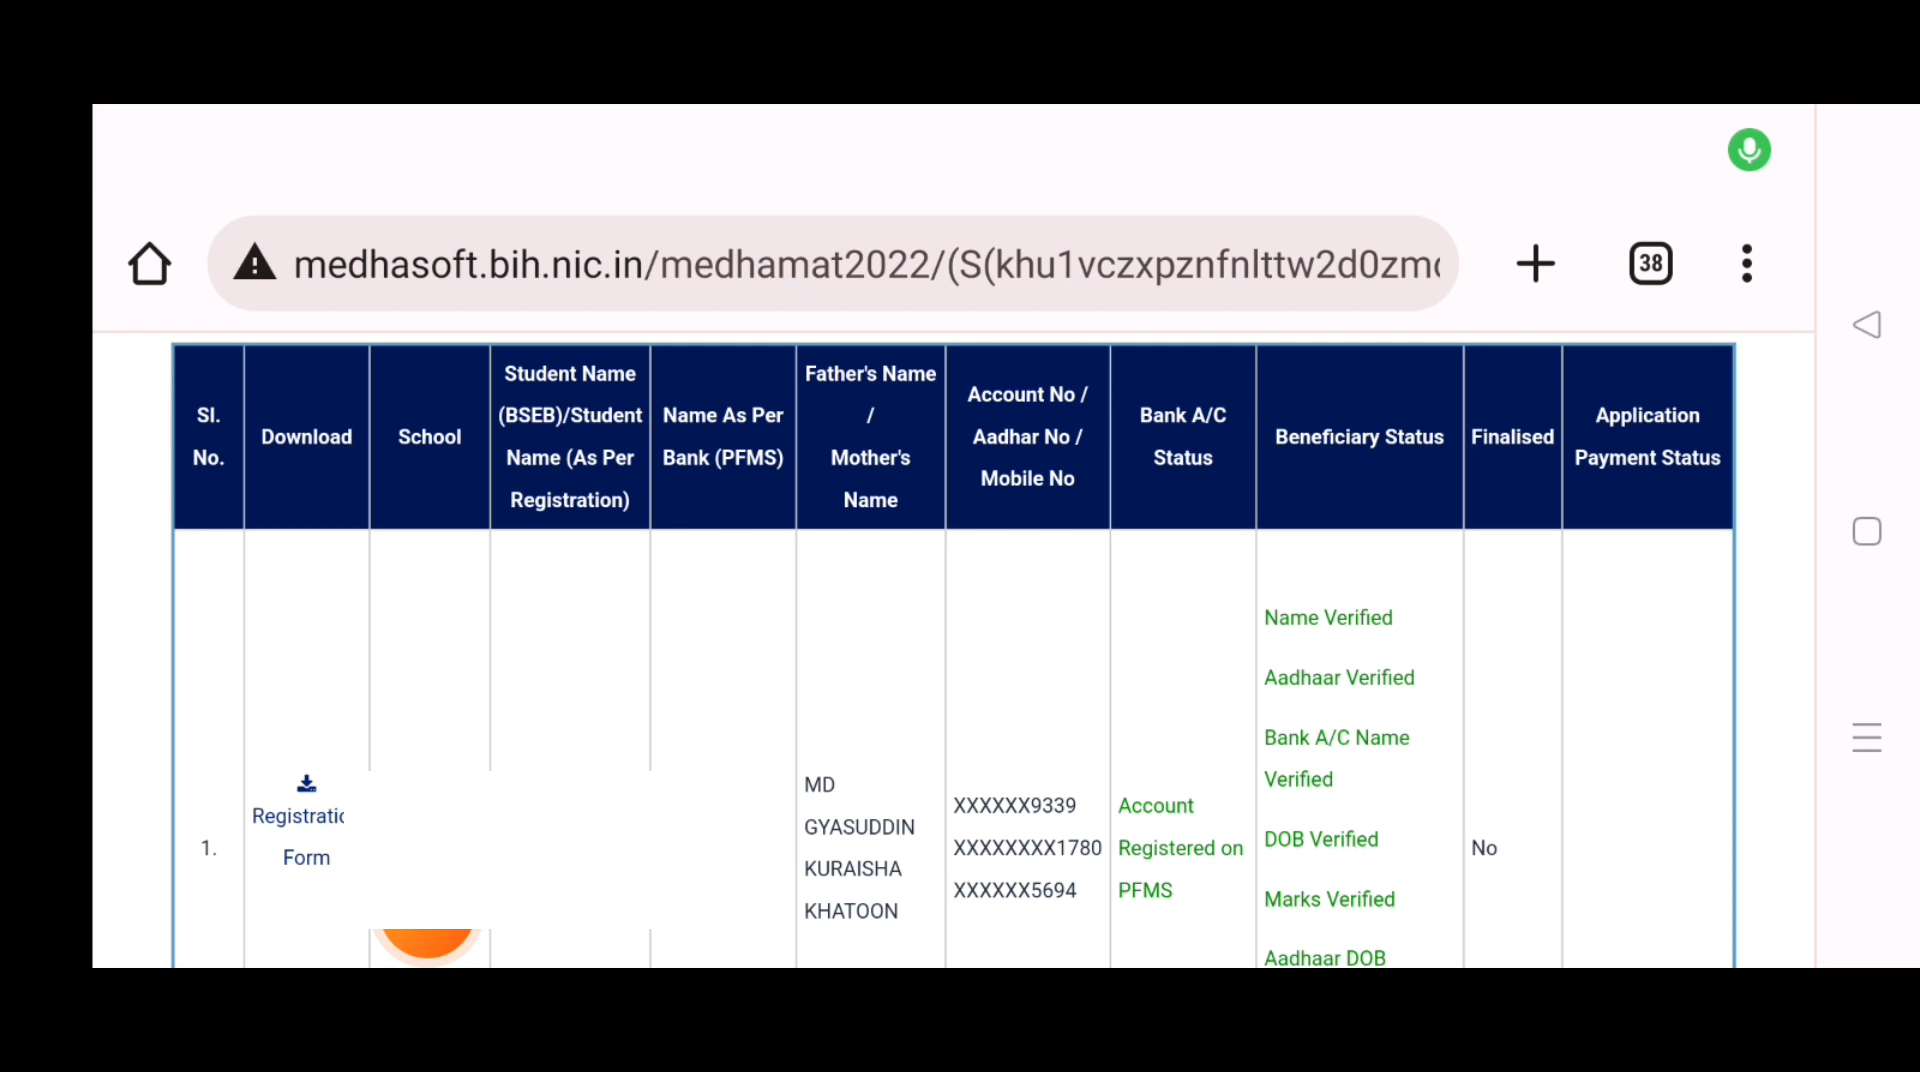 medhasoft.bih.nic.in/medhamat2022/(S(khu1vczxpznfnlttw2d0zm
38
Sl.
No.
Download
School
Student Name
(BSEB)/Student
Name (As Per
Registration)
Name As Per
Bank (PFMS)
Father's Name
/
Mother's
Name
Account No /
Aadhar No /
Mobile No
Bank A/C
Status
Beneficiary Status
Finalised
Application
Payment Status
1.
Registratio
Form
MD
GYASUDDIN
KURAISHA
KHATOON
XXXXXX9339
XXXXXXXX1780
XXXXXX5694
Account
Registered on
PFMS
Name Verified
Aadhaar Verified
Bank A/C Name
Verified
DOB Verified
Marks Verified
Aadhaar DOB
No